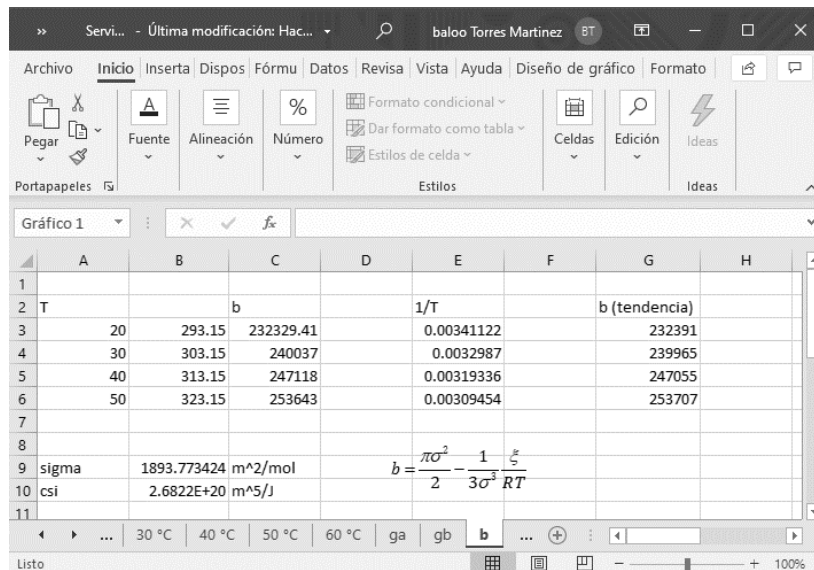 Servi... - Última modificación: Hac... baloo Torres Martinez BT
Archivo Inicio Inserta Dispos Fórmu Datos Revisa Vista Ayuda Diseño de gráfico Formato
Pegar Fuente Alineación Número % Formato condicional
Dar formato como tabla
Estilos de celda
Celdas Edición Ideas
Portapapeles Estilos Ideas
Gráfico 1 fx
A B C D E F G H
1
2 T b 1/T b (tendencia)
3 20 293.15 232329.41 0.00341122 232391
4 30 303.15 240037 0.0032987 239965
5 40 313.15 247118 0.00319336 247055
6 50 323.15 253643 0.00309454 253707
7
8
9 sigma 1893.773424 m^2/mol
10 csi 2.6822E+20 m^5/J
b = πσ²/2 − 1/3σ³ ξ/RT
11
... 30 °C 40 °C 50 °C 60 °C ga gb b ...
Listo 100%